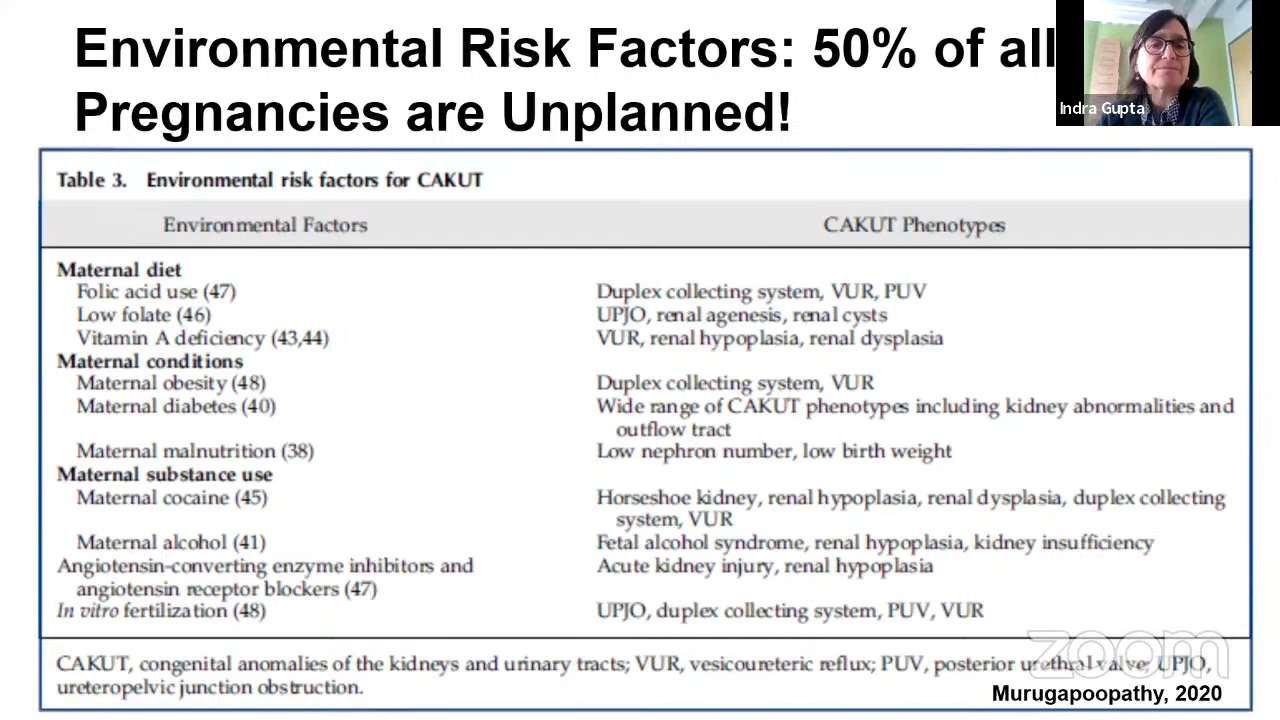 Environmental Risk Factors: 50% of all
Pregnancies are Unplanned!
Indra Gupta
Table 3. Environmental risk factors for CAKUT
Environmental Factors CAKUT Phenotypes
Maternal diet
Folic acid use (47) Duplex collecting system, VUR, PUV
Low folate (46) UPJO, renal agenesis, renal cysts
Vitamin A deficiency (43,44) VUR, renal hypoplasia, renal dysplasia
Maternal conditions
Maternal obesity (48) Duplex collecting system, VUR
Maternal diabetes (40) Wide range of CAKUT phenotypes including kidney abnormalities and
outflow tract
Maternal malnutrition (38) Low nephron number, low birth weight
Maternal substance use
Maternal cocaine (45) Horseshoe kidney, renal hypoplasia, renal dysplasia, duplex collecting
system, VUR
Maternal alcohol (41) Fetal alcohol syndrome, renal hypoplasia, kidney insufficiency
Angiotensin-converting enzyme inhibitors and Acute kidney injury, renal hypoplasia
angiotensin receptor blockers (47)
In vitro fertilization (48) UPJO, duplex collecting system, PUV, VUR
CAKUT, congenital anomalies of the kidneys and urinary tracts; VUR, vesicoureteric reflux; PUV, posterior urethral valve; UPJO,
ureteropelvic junction obstruction.
zoom
Murugapoopathy, 2020